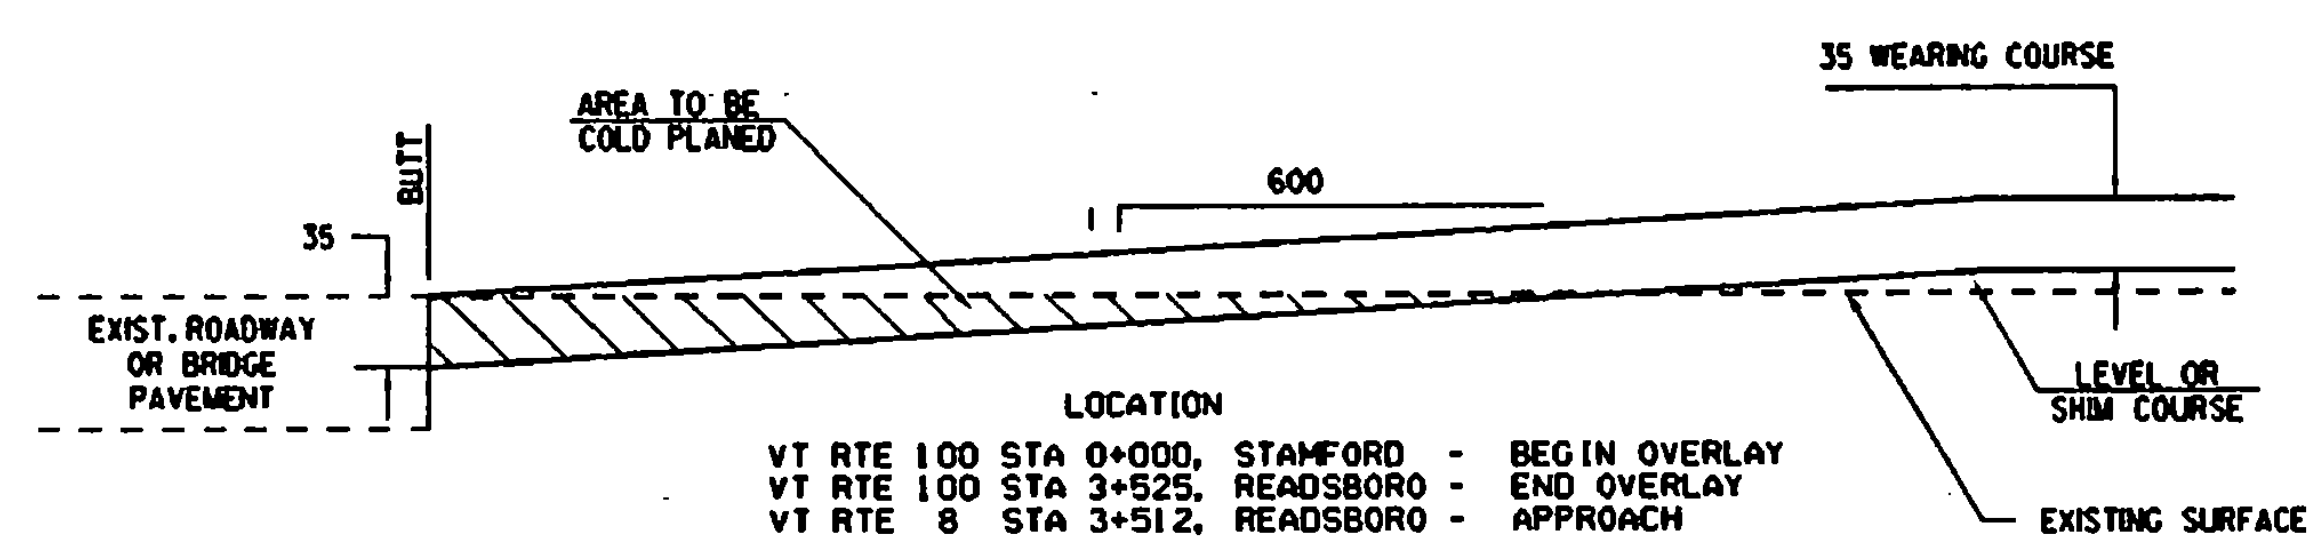 35 WEARING COURSE
AREA TO BE
COLD PLANED
BUTT
600
1
35
EXIST. ROADWAY
OR BRIDGE
PAVEMENT
LEVEL OR
SHIM COURSE
LOCATION
VT RTE 100 STA 0+000, STAMFORD - BEGIN OVERLAY
VT RTE 100 STA 3+525, READSBORO - END OVERLAY
VT RTE 8 STA 3+512, READSBORO - APPROACH
EXISTING SURFACE